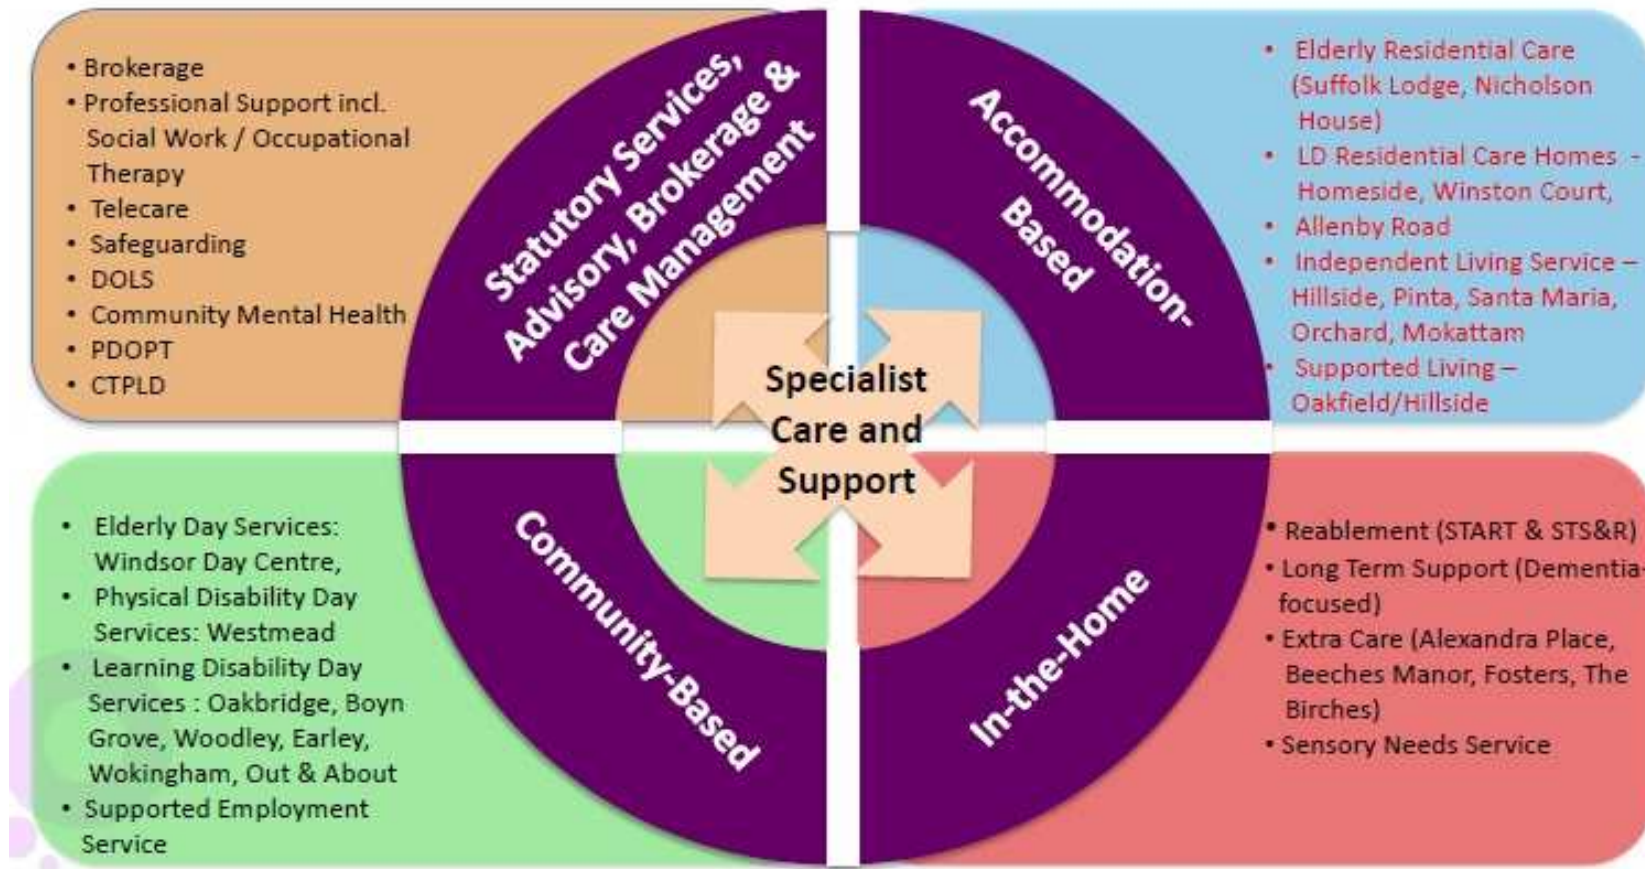 • Brokerage
• Professional Support incl.
Social Work / Occupational
Therapy
• Telecare
• Safeguarding
• DOLS
• Community Mental Health
• PDOPT
• CTPLD
Statutory Services,
Advisory, Brokerage &
Care Management
Accommodation-
Based
• Elderly Residential Care
(Suffolk Lodge, Nicholson
House)
• LD Residential Care Homes -
Homeside, Winston Court,
• Allenby Road
• Independent Living Service –
Hillside, Pinta, Santa Maria,
Orchard, Mokattam
• Supported Living –
Oakfield/Hillside
Specialist
Care and
Support
• Elderly Day Services:
Windsor Day Centre,
• Physical Disability Day
Services: Westmead
• Learning Disability Day
Services : Oakbridge, Boyn
Grove, Woodley, Earley,
Wokingham, Out & About
• Supported Employment
Service
Community-Based
In-the-Home
• Reablement (START & STS&R)
• Long Term Support (Dementia-
focused)
• Extra Care (Alexandra Place,
Beeches Manor, Fosters, The
Birches)
• Sensory Needs Service